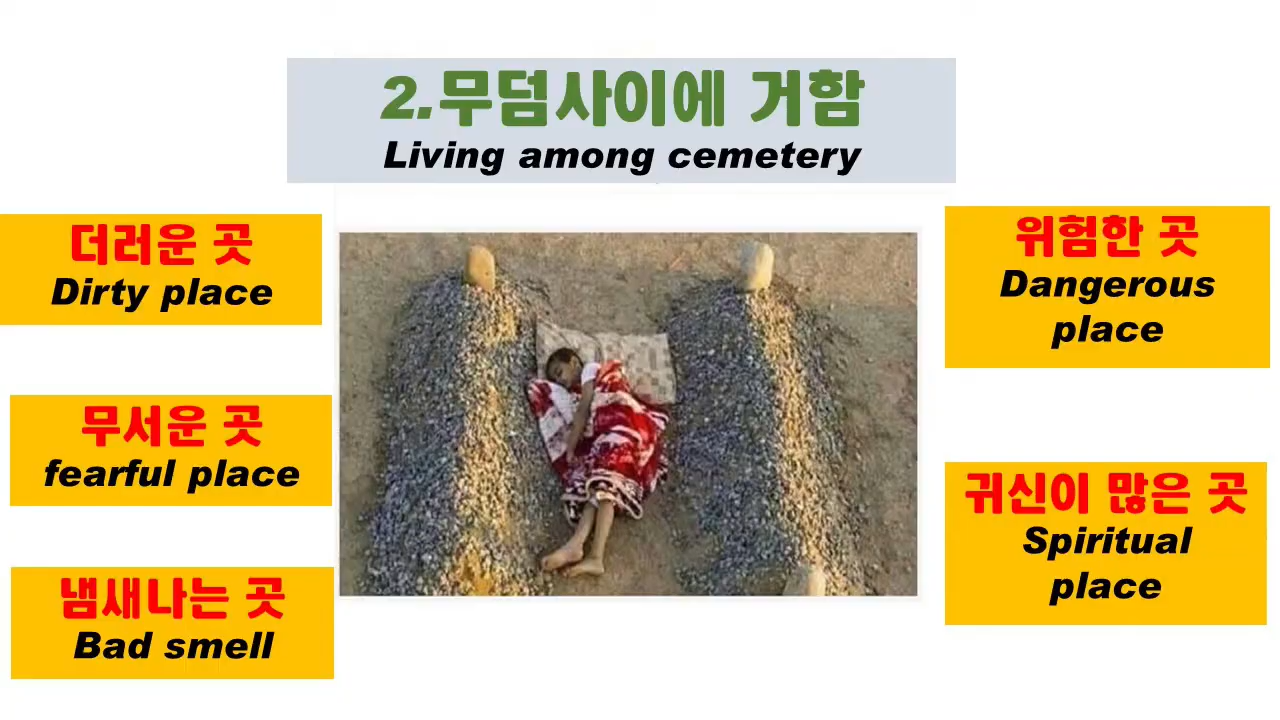 2.무덤사이에 거함
Living among cemetery
더러운 곳
Dirty place
무서운 곳
fearful place
냄새나는 곳
Bad smell
위험한 곳
Dangerous
place
귀신이 많은 곳
Spiritual
place